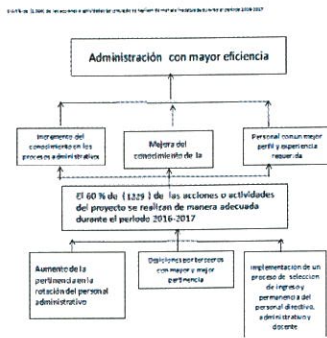 Administración con mayor eficiencia
Incremento del
conocimiento en los
procesos administrativos
Mejora del
conocimiento de la
Personal con un mejor
perfil y experiencia
requerida
El 60 % de (1329) de las acciones o actividades
del proyecto se realizan de manera adecuada
durante el periodo 2016-2017
Aumento de la
pertinencia en la
rotación del personal
administrativo
por terceros
con mayor y mejor
pertinencia
Implementación de un
proceso de selección
de ingreso y
permanencia del
personal directivo,
administrativo y
docente